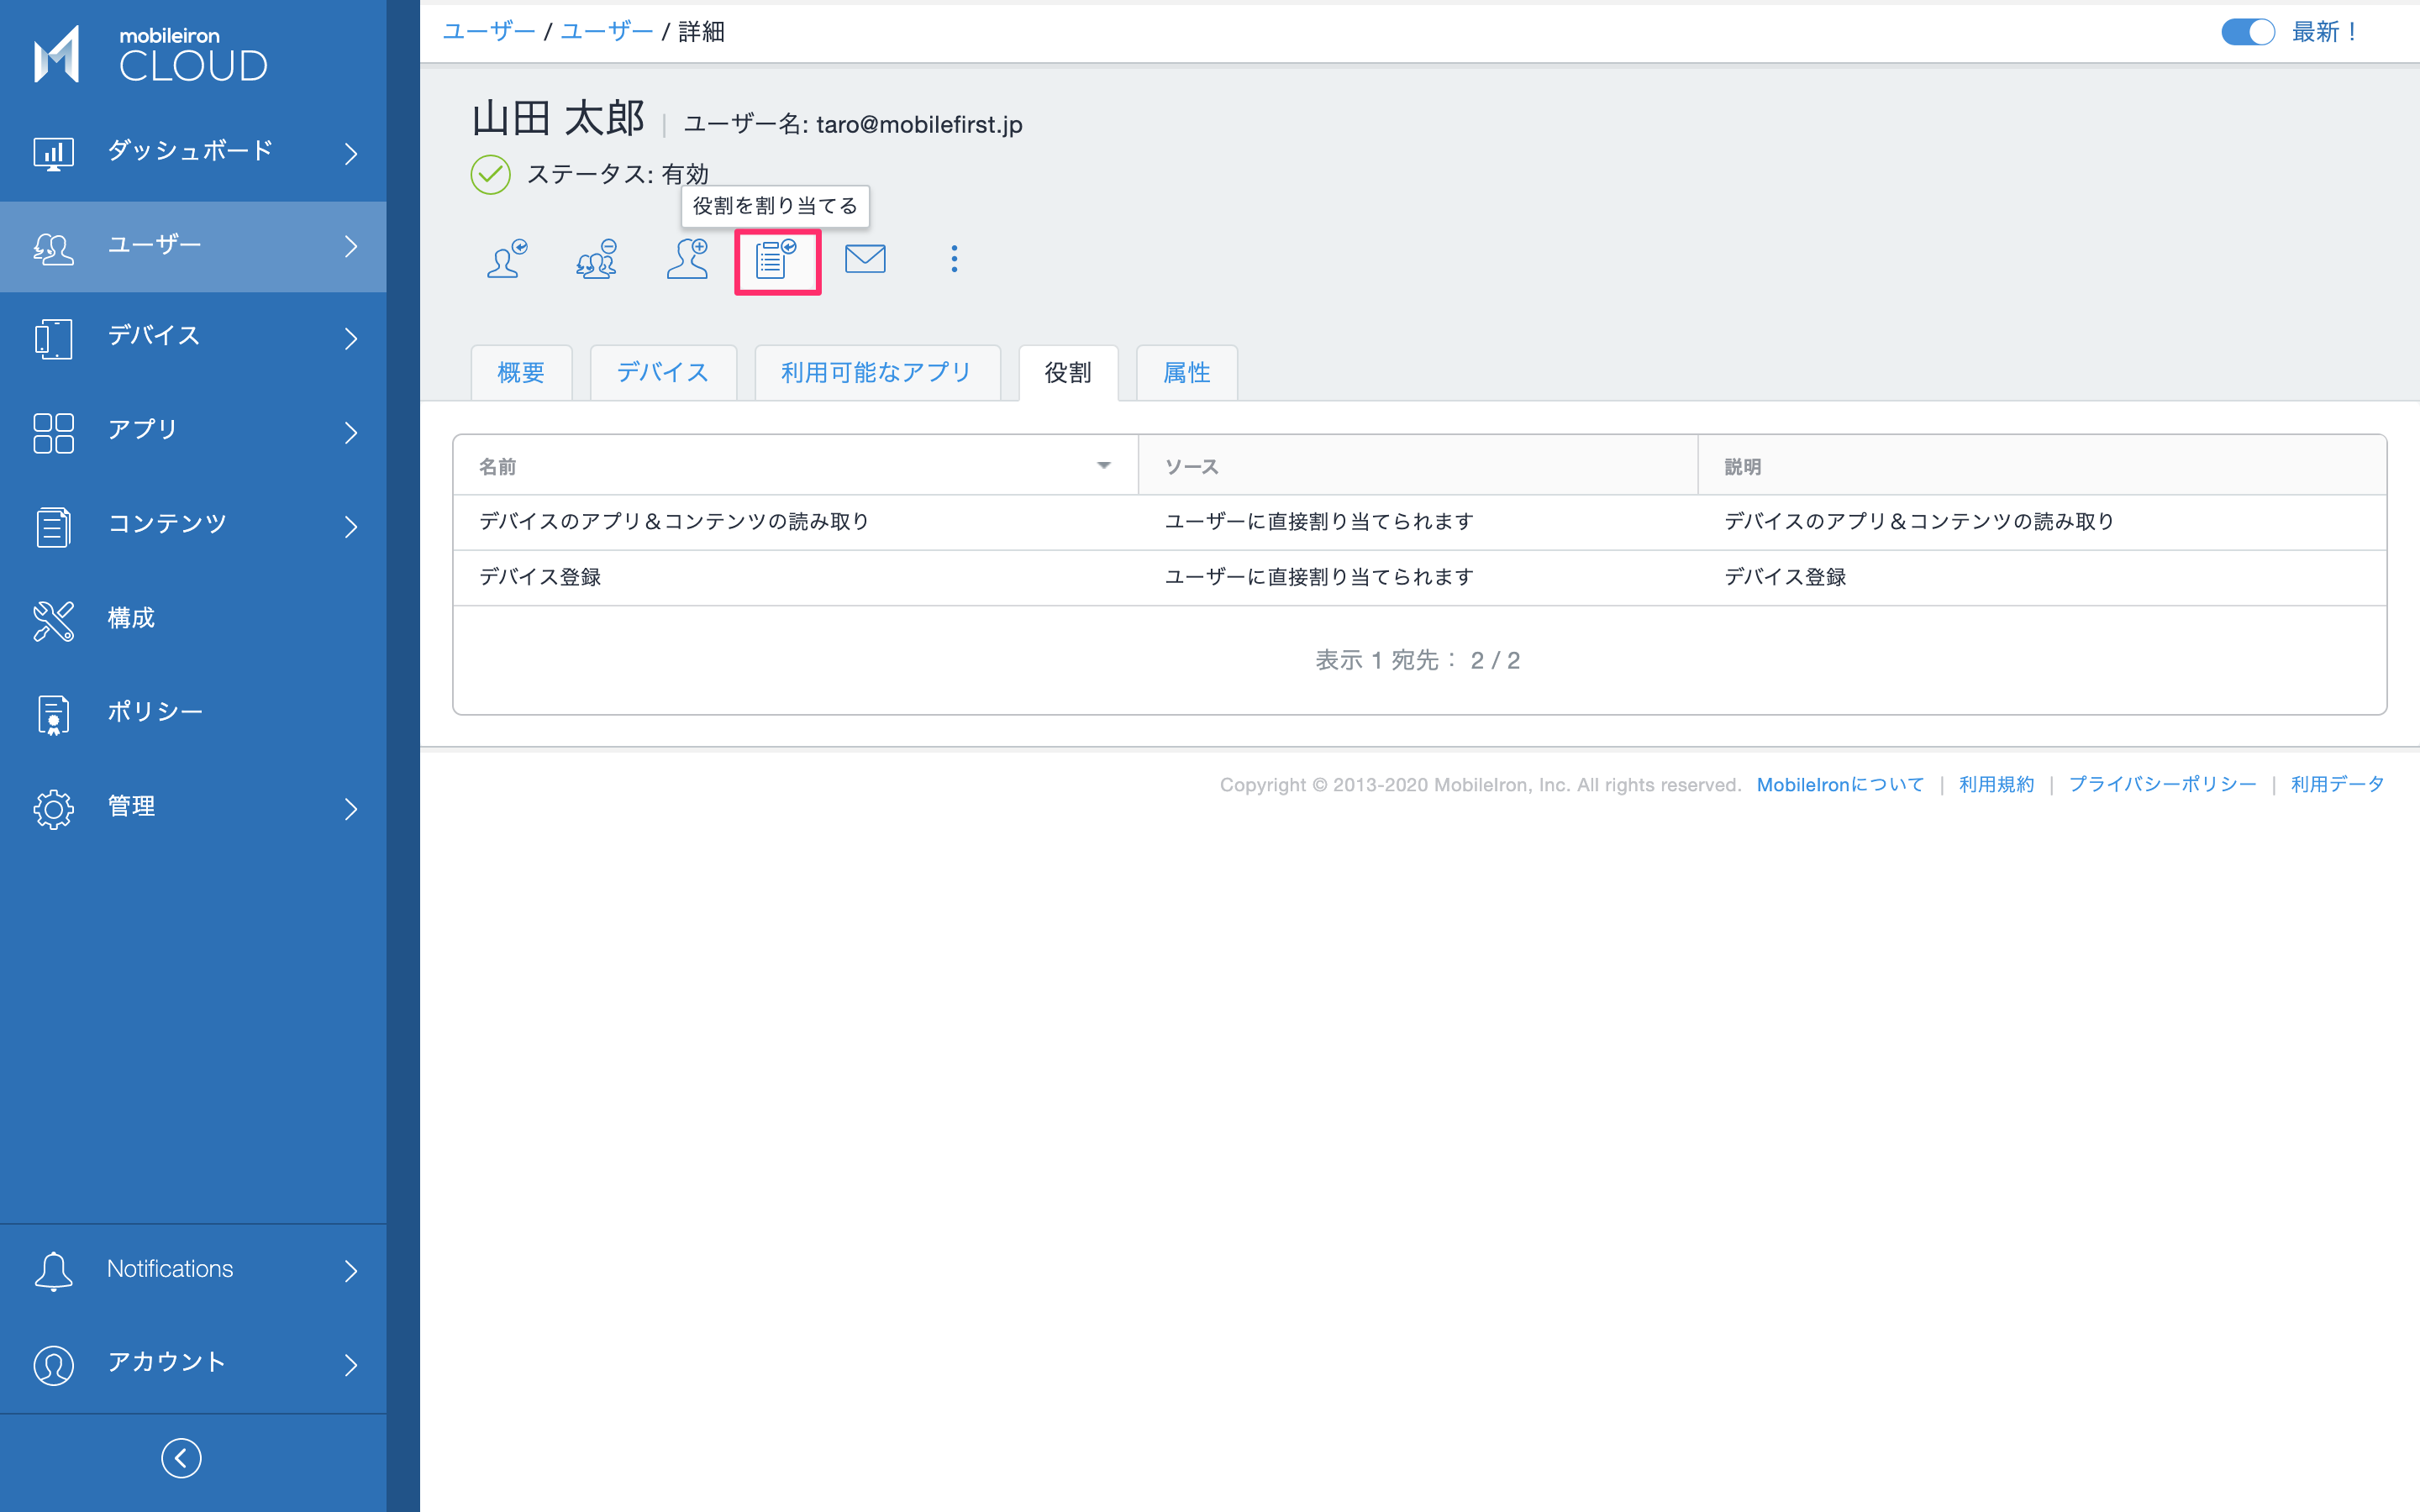 mobileiron
CLOUD
ダッシュボード
ユーザー
デバイス
アプリ
コンテンツ
構成
ポリシー
管理
Notifications
アカウント
ユーザー / ユーザー / 詳細
最新！
山田 太郎 | ユーザー名: taro@mobilefirst.jp
ステータス: 有効
役割を割り当てる
概要 デバイス 利用可能なアプリ 役割 属性
名前 ソース 説明
デバイスのアプリ＆コンテンツの読み取り ユーザーに直接割り当てられます デバイスのアプリ＆コンテンツの読み取り
デバイス登録 ユーザーに直接割り当てられます デバイス登録
表示 1 宛先： 2 / 2
Copyright © 2013-2020 MobileIron, Inc. All rights reserved. MobileIronについて | 利用規約 | プライバシーポリシー | 利用データ